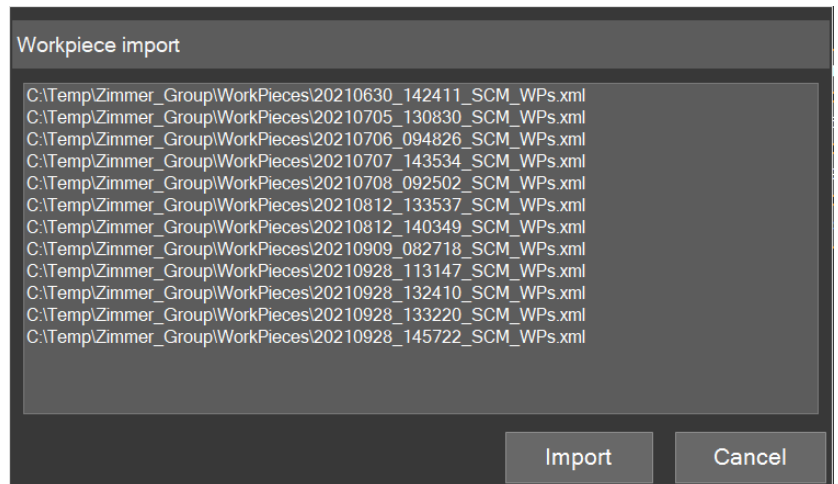 Workpiece import
C:\Temp\Zimmer_Group\WorkPieces\20210630_142411_SCM_WPs.xml
C:\Temp\Zimmer_Group\WorkPieces\20210705_130830_SCM_WPs.xml
C:\Temp\Zimmer_Group\WorkPieces\20210706_094826_SCM_WPs.xml
C:\Temp\Zimmer_Group\WorkPieces\20210707_143534_SCM_WPs.xml
C:\Temp\Zimmer_Group\WorkPieces\20210708_092502_SCM_WPs.xml
C:\Temp\Zimmer_Group\WorkPieces\20210812_133537_SCM_WPs.xml
C:\Temp\Zimmer_Group\WorkPieces\20210812_140349_SCM_WPs.xml
C:\Temp\Zimmer_Group\WorkPieces\20210909_082718_SCM_WPs.xml
C:\Temp\Zimmer_Group\WorkPieces\20210928_113147_SCM_WPs.xml
C:\Temp\Zimmer_Group\WorkPieces\20210928_132410_SCM_WPs.xml
C:\Temp\Zimmer_Group\WorkPieces\20210928_133220_SCM_WPs.xml
C:\Temp\Zimmer_Group\WorkPieces\20210928_145722_SCM_WPs.xml
Import Cancel